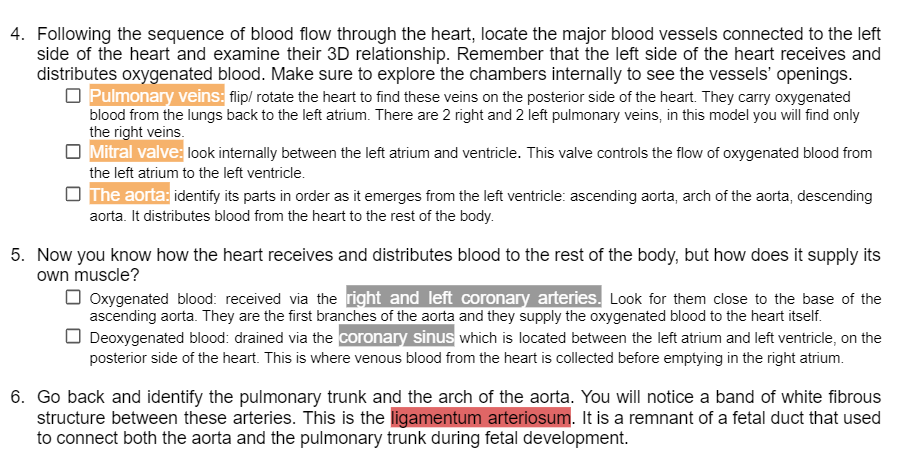 4. Following the sequence of blood flow through the heart, locate the major blood vessels connected to the left
side of the heart and examine their 3D relationship. Remember that the left side of the heart receives and
distributes oxygenated blood. Make sure to explore the chambers internally to see the vessels' openings.
☐ Pulmonary veins: flip/ rotate the heart to find these veins on the posterior side of the heart. They carry oxygenated
blood from the lungs back to the left atrium. There are 2 right and 2 left pulmonary veins, in this model you will find only
the right veins.
☐ Mitral valve: look internally between the left atrium and ventricle. This valve controls the flow of oxygenated blood from
the left atrium to the left ventricle.
☐ The aorta: identify its parts in order as it emerges from the left ventricle: ascending aorta, arch of the aorta, descending
aorta. It distributes blood from the heart to the rest of the body.
5. Now you know how the heart receives and distributes blood to the rest of the body, but how does it supply its
own muscle?
☐ Oxygenated blood: received via the right and left coronary arteries. Look for them close to the base of the
ascending aorta. They are the first branches of the aorta and they supply the oxygenated blood to the heart itself.
☐ Deoxygenated blood: drained via the coronary sinus which is located between the left atrium and left ventricle, on the
posterior side of the heart. This is where venous blood from the heart is collected before emptying in the right atrium.
6. Go back and identify the pulmonary trunk and the arch of the aorta. You will notice a band of white fibrous
structure between these arteries. This is the ligamentum arteriosum. It is a remnant of a fetal duct that used
to connect both the aorta and the pulmonary trunk during fetal development.